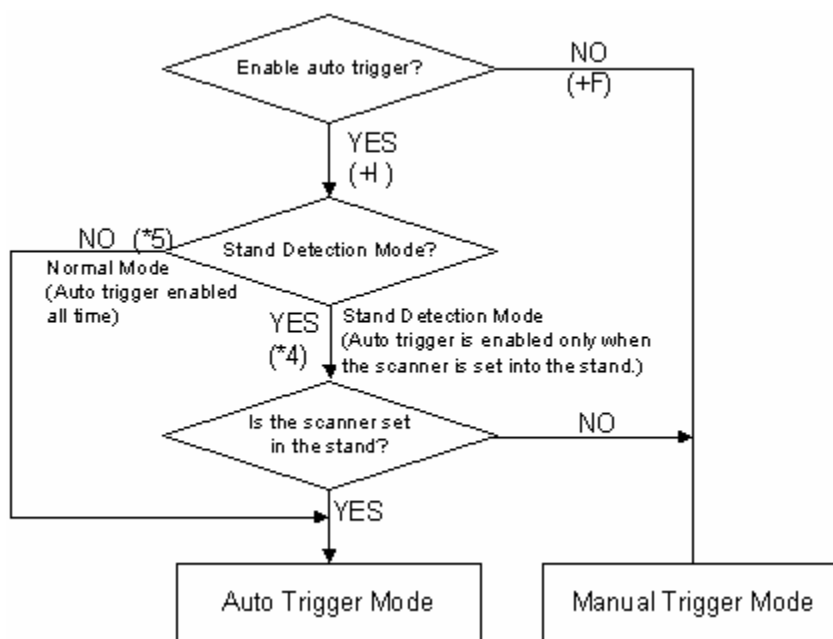 Enable auto trigger?
NO
(+F)
YES
(+I )
NO (*5)
Stand Detection Mode?
Normal Mode
(Auto trigger enabled
all time)
YES
(*4)
Stand Detection Mode
(Auto trigger is enabled only when
the scanner is set into the stand.)
Is the scanner set
in the stand?
NO
YES
Auto Trigger Mode
Manual Trigger Mode